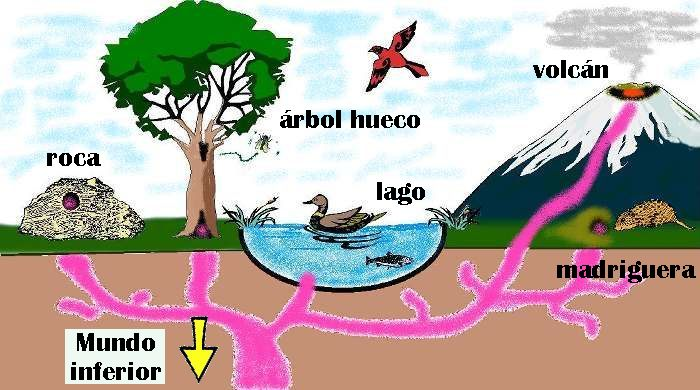 volcán
árbol hueco
roca
lago
madriguera
Mundo
inferior